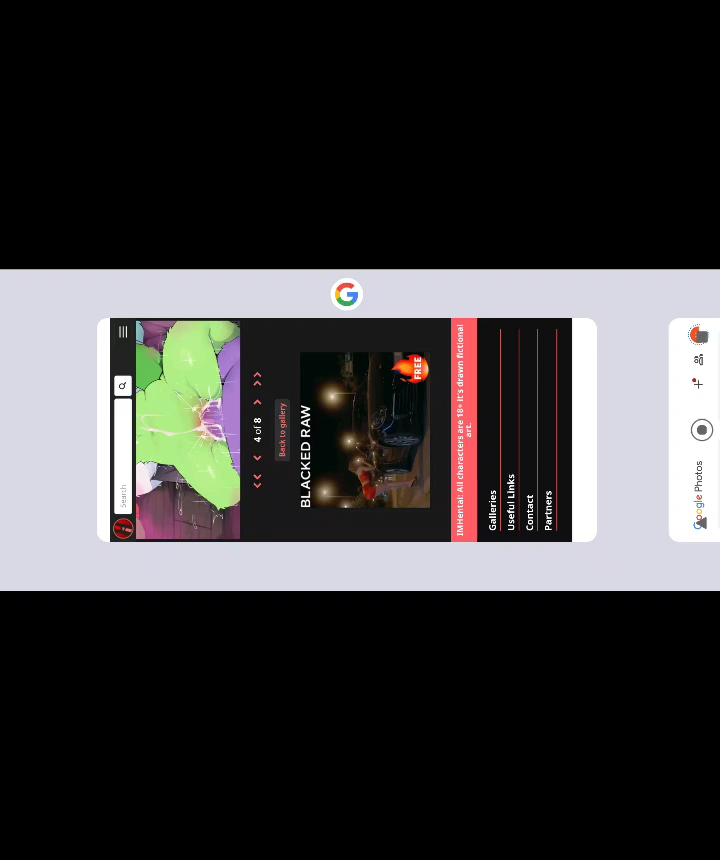 Search
4 of 8
Back to gallery
BLACKED RAW
FREE
IMHentai: All characters are 18+ it's drawn fictional
art.
Galleries
Useful Links
Contact
Partners
Google Photos